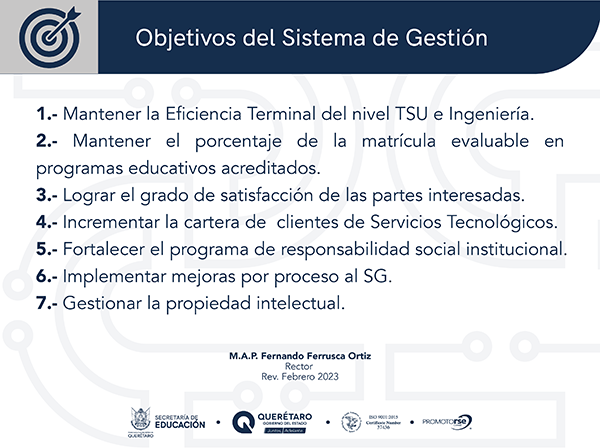 Objetivos del Sistema de Gestión
1.- Mantener la Eficiencia Terminal del nivel TSU e Ingeniería.
2.- Mantener el porcentaje de la matrícula evaluable en
programas educativos acreditados.
3.- Lograr el grado de satisfacción de las partes interesadas.
4.- Incrementar la cartera de clientes de Servicios Tecnológicos.
5.- Fortalecer el programa de responsabilidad social institucional.
6.- Implementar mejoras por proceso al SG.
7.- Gestionar la propiedad intelectual.
M.A.P. Fernando Ferrusca Ortiz
Rector
Rev. Febrero 2023
QUERÉTARO
SECRETARÍA DE
EDUCACIÓN
QUERÉTARO
GOBIERNO DEL ESTADO
Juntos Adelante
ISO 9001:2015
Certificate Number
57436
PROMOTORSE